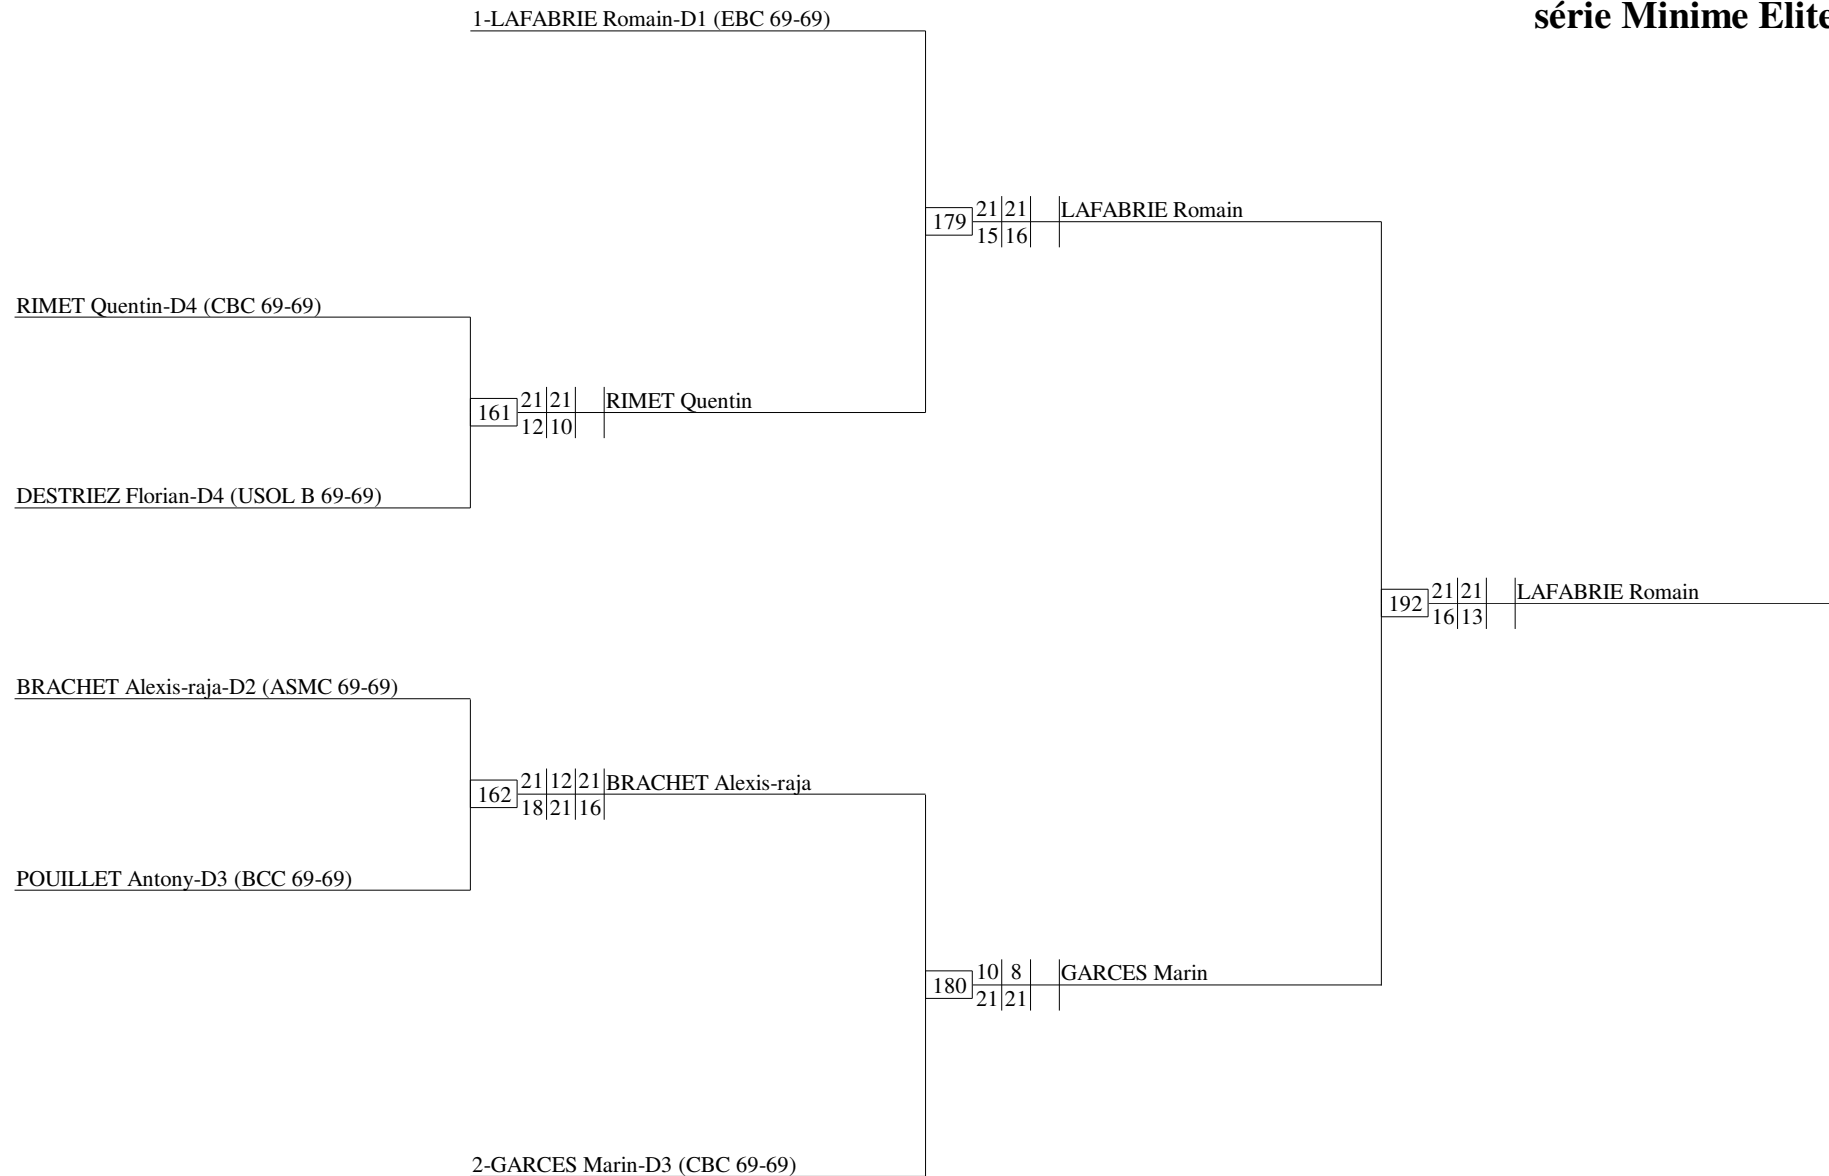 série Minime Elite
1-LAFABRIE Romain-D1 (EBC 69-69)
179 21 21 LAFABRIE Romain
15 16
RIMET Quentin-D4 (CBC 69-69)
161 21 21 RIMET Quentin
12 10
DESTRIEZ Florian-D4 (USOL B 69-69)
192 21 21 LAFABRIE Romain
16 13
BRACHET Alexis-raja-D2 (ASMC 69-69)
162 21 12 21 BRACHET Alexis-raja
18 21 16
POUILLET Antony-D3 (BCC 69-69)
180 10 8 GARCES Marin
21 21
2-GARCES Marin-D3 (CBC 69-69)